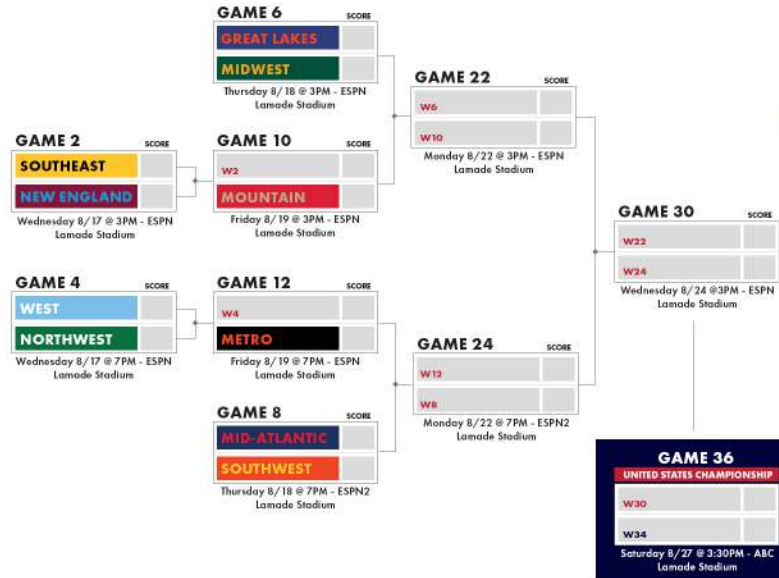 GAME 6
SCORE
GREAT LAKES
MIDWEST
Thursday 8/18 @ 3PM - ESPN
Lamade Stadium
GAME 22
SCORE
W6
W10
Monday 8/22 @ 3PM - ESPN
Lamade Stadium
GAME 2
SCORE
SOUTHEAST
NEW ENGLAND
Wednesday 8/17 @ 3PM - ESPN
Lamade Stadium
GAME 10
SCORE
W2
MOUNTAIN
Friday 8/19 @ 3PM - ESPN
Lamade Stadium
GAME 30
SCORE
W22
W24
Wednesday 8/24 @3PM - ESPN
Lamade Stadium
GAME 4
SCORE
WEST
NORTHWEST
Wednesday 8/17 @ 7PM - ESPN
Lamade Stadium
GAME 12
SCORE
W4
METRO
Friday 8/19 @ 7PM - ESPN
Lamade Stadium
GAME 24
SCORE
W12
W8
Monday 8/22 @ 7PM - ESPN2
Lamade Stadium
GAME 8
SCORE
MID-ATLANTIC
SOUTHWEST
Thursday 8/18 @ 7PM - ESPN2
Lamade Stadium
GAME 36
UNITED STATES CHAMPIONSHIP
W30
W34
Saturday 8/27 @ 3:30PM - ABC
Lamade Stadium